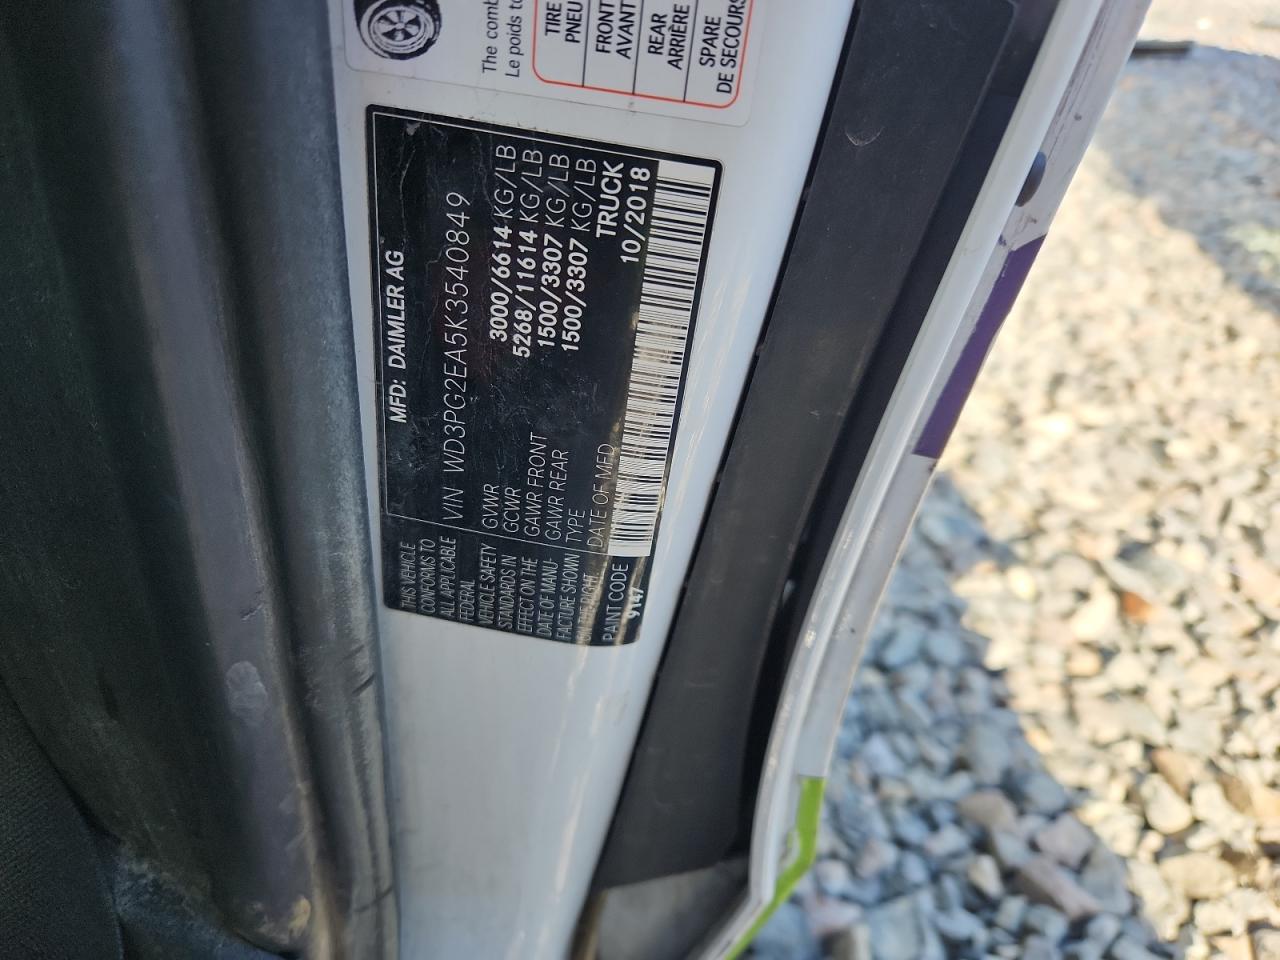 The comb
Le poids to
TIRE
PNEU
FRONT
AVANT
REAR
ARRIÈRE
SPARE
DE SECOURS
MFD: DAIMLER AG
VIN WD3PG2EA5K3540849
GVWR 3000/6614 KG/LB
GCWR 5268/11614 KG/LB
GAWR FRONT 1500/3307 KG/LB
GAWR REAR 1500/3307 KG/LB
TYPE TRUCK
DATE OF MFD 10/2018
THIS VEHICLE
CONFORMS TO
ALL APPLICABLE
FEDERAL
VEHICLE SAFETY
STANDARDS IN
EFFECT ON THE
DATE OF MANU-
FACTURE SHOWN
ON THE RIGHT
PAINT CODE
9147